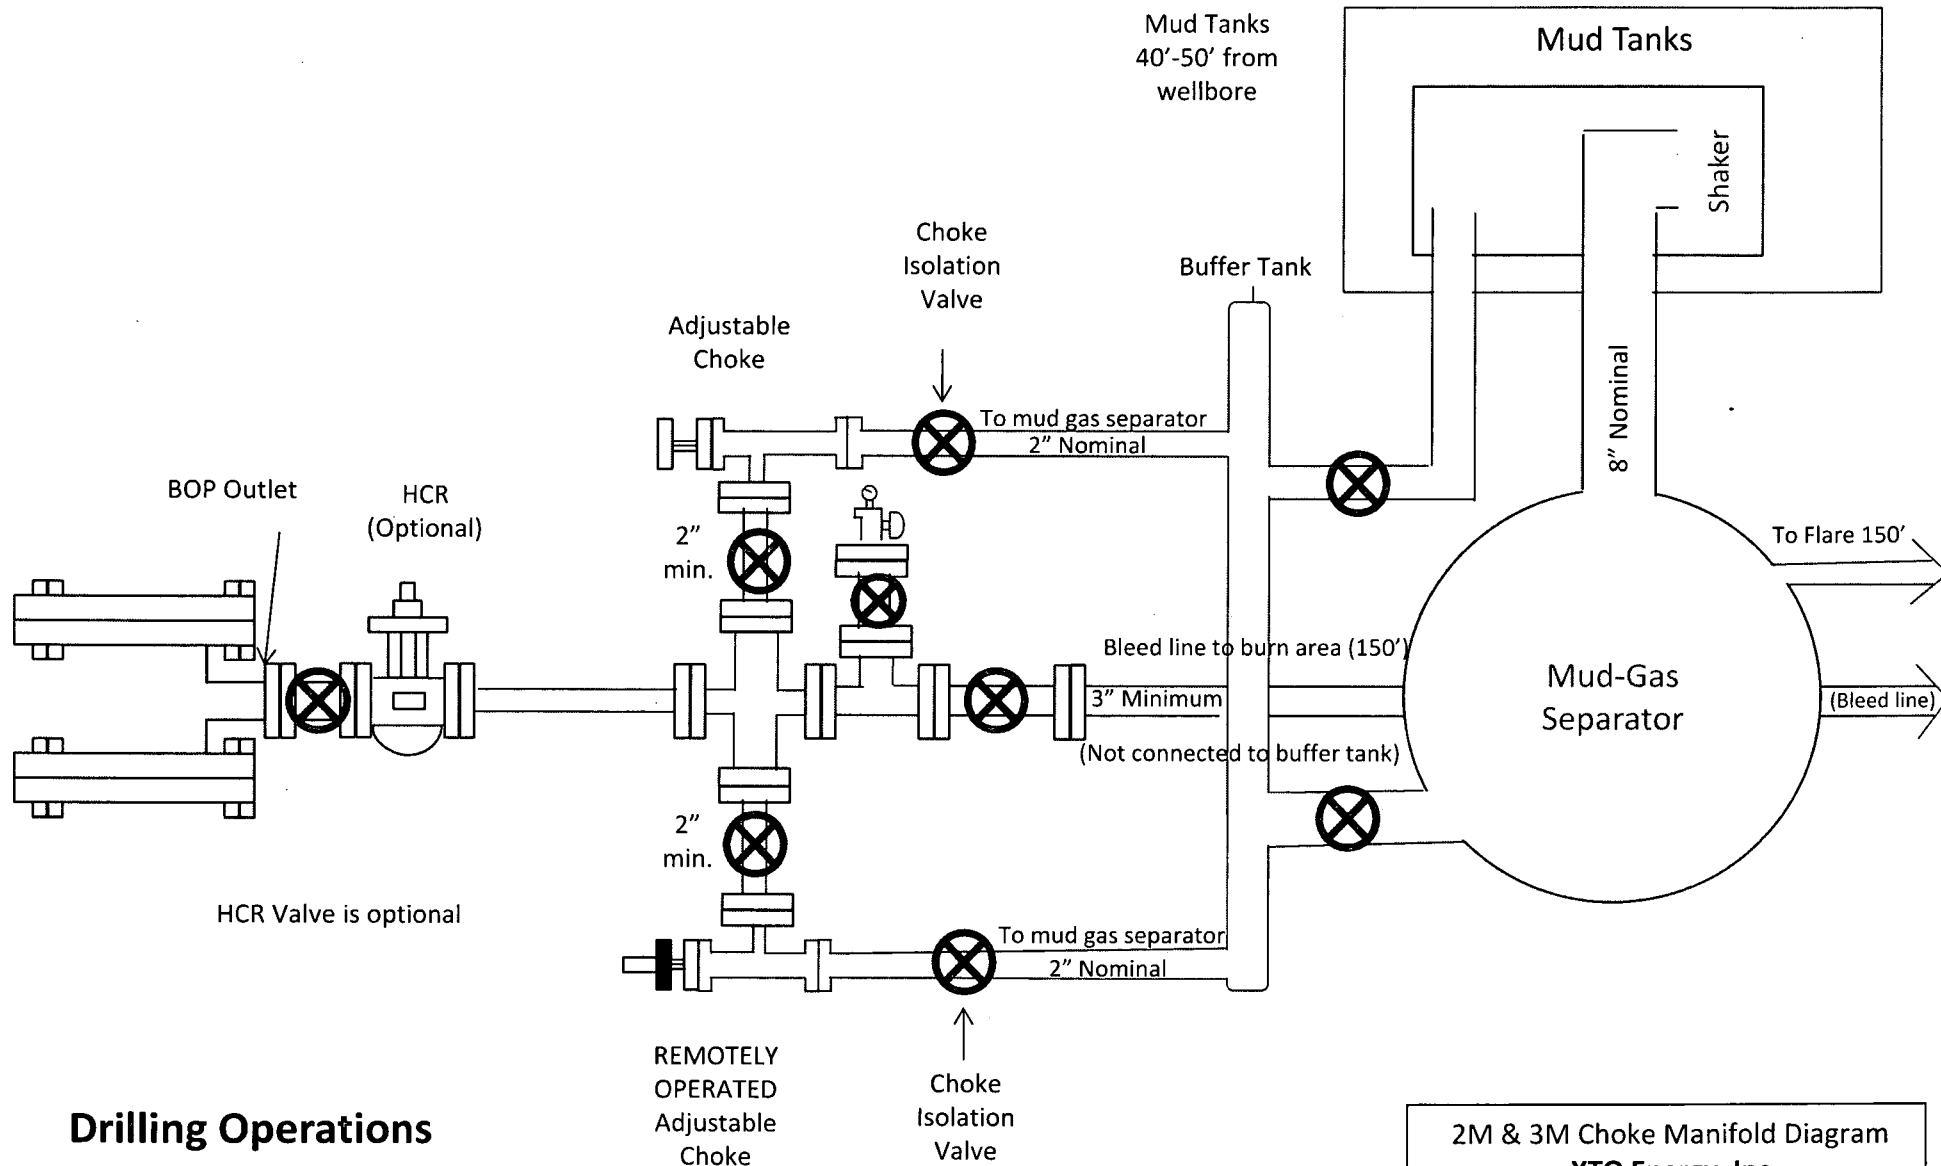 Mud Tanks
40'-50' from
wellbore
Mud Tanks
Shaker
Choke
Isolation
Valve
Buffer Tank
Adjustable
Choke
To mud gas separator
2" Nominal
8" Nominal
BOP Outlet
HCR
(Optional)
2"
min.
To Flare 150'
Bleed line to burn area (150')
3" Minimum
(Not connected to buffer tank)
Mud-Gas
Separator
(Bleed line)
2"
min.
HCR Valve is optional
To mud gas separator
2" Nominal
REMOTELY
OPERATED
Adjustable
Choke
Choke
Isolation
Valve
Drilling Operations
2M & 3M Choke Manifold Diagram
XTO Energy, Inc.